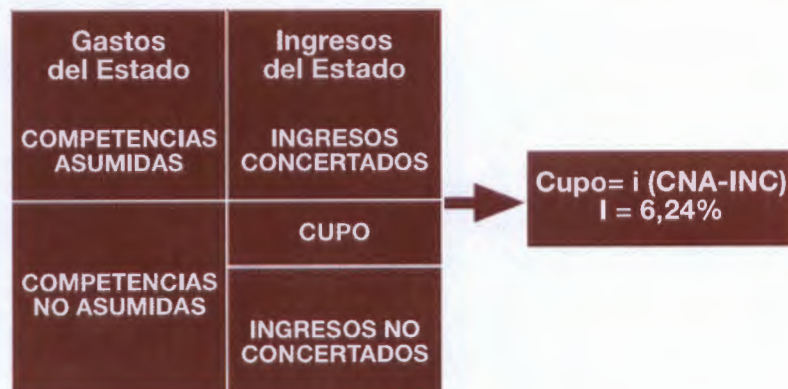 Gastos
del Estado
COMPETENCIAS
ASUMIDAS
COMPETENCIAS
NO ASUMIDAS
Ingresos
del Estado
INGRESOS
CONCERTADOS
CUPO
INGRESOS NO
CONCERTADOS
Cupo= i (CNA-INC)
I = 6,24%